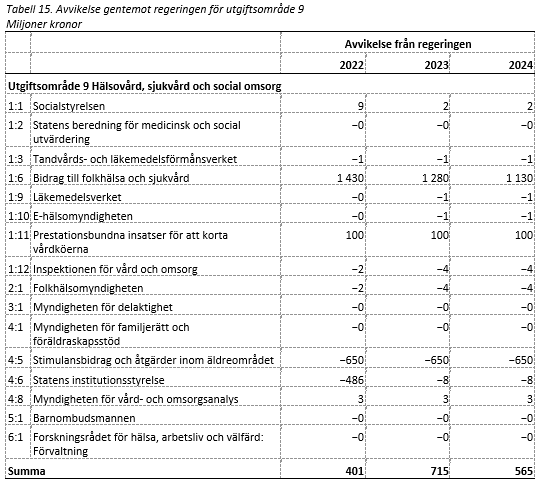 Tabell 15. Avvikelse gentemot regeringen för utgiftsområde 9
Miljoner kronor
Avvikelse från regeringen
2022 2023 2024
Utgiftsområde 9 Hälsovård, sjukvård och social omsorg
1:1 Socialstyrelsen 9 2 2
1:2 Statens beredning för medicinsk och social
utvärdering −0 −0 −0
1:3 Tandvårds- och läkemedelsförmånsverket −1 −1 −1
1:6 Bidrag till folkhälsa och sjukvård 1 430 1 280 1 130
1:9 Läkemedelsverket −0 −1 −1
1:10 E-hälsomyndigheten −0 −1 −1
1:11 Prestationsbundna insatser för att korta
vårdköerna 100 100 100
1:12 Inspektionen för vård och omsorg −2 −4 −4
2:1 Folkhälsomyndigheten −2 −4 −4
3:1 Myndigheten för delaktighet −0 −0 −0
4:1 Myndigheten för familjerätt och
föräldraskapsstöd −0 −0 −0
4:5 Stimulansbidrag och åtgärder inom äldreområdet −650 −650 −650
4:6 Statens institutionsstyrelse −486 −8 −8
4:8 Myndigheten för vård- och omsorgsanalys 3 3 3
5:1 Barnombudsmannen −0 −0 −0
6:1 Forskningsrådet för hälsa, arbetsliv och välfärd:
Förvaltning −0 −0 −0
Summa 401 715 565